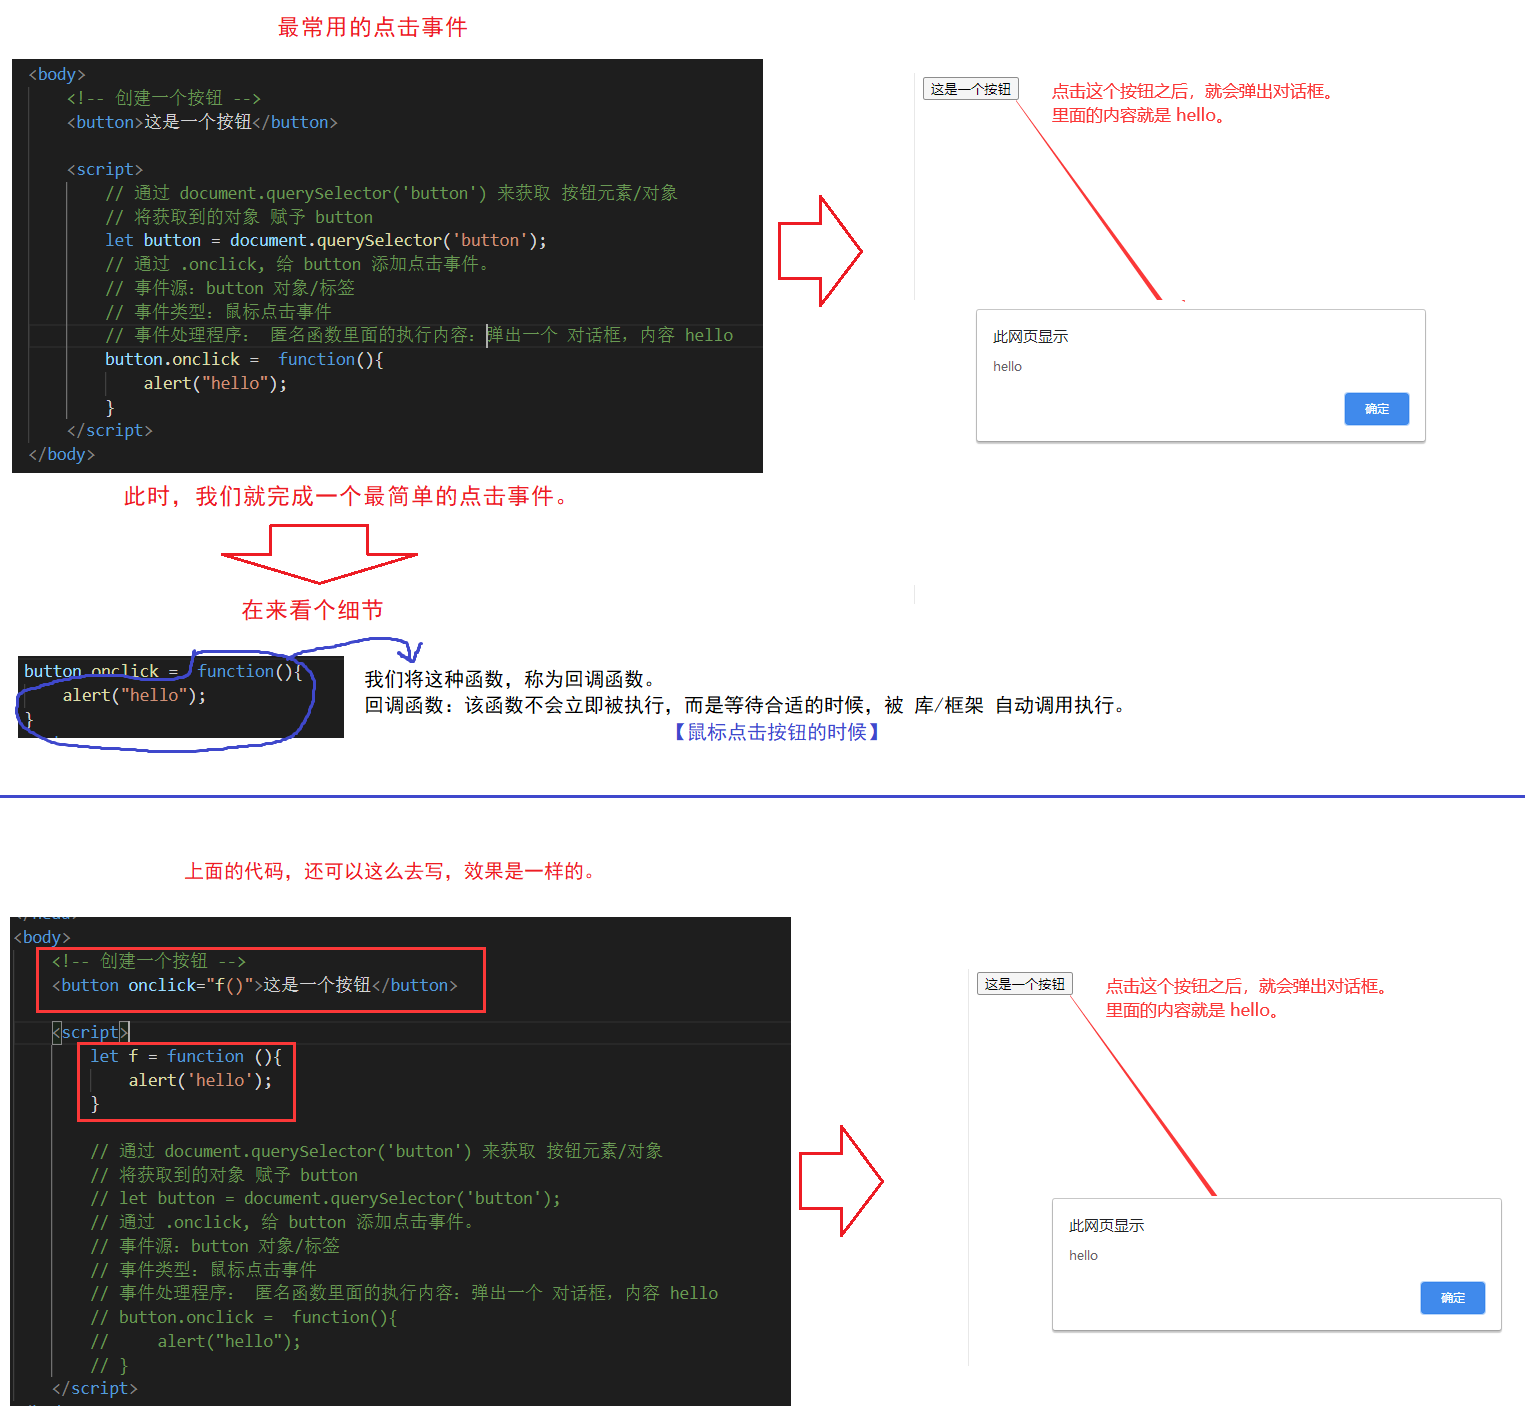 最常用的点击事件
<body>
<!-- 创建一个按钮 -->
<button>这是一个按钮</button>
<script>
// 通过 document.querySelector('button') 来获取 按钮元素/对象
// 将获取到的对象 赋予 button
let button = document.querySelector('button');
// 通过 .onclick, 给 button 添加点击事件。
// 事件源：button 对象/标签
// 事件类型：鼠标点击事件
// 事件处理程序： 匿名函数里面的执行内容：弹出一个 对话框，内容 hello
button.onclick =  function(){
alert("hello");
}
</script>
</body>
这是一个按钮
点击这个按钮之后，就会弹出对话框。
里面的内容就是 hello。
此网页显示
hello
确定
此时，我们就完成一个最简单的点击事件。
在来看个细节
button.onclick =  function(){
alert("hello");
}
我们将这种函数，称为回调函数。
回调函数：该函数不会立即被执行，而是等待合适的时候，被 库/框架 自动调用执行。
【鼠标点击按钮的时候】
上面的代码，还可以这么去写，效果是一样的。
<body>
<!-- 创建一个按钮 -->
<button onclick="f()">这是一个按钮</button>
<script>
let f = function (){
alert('hello');
}
// 通过 document.querySelector('button') 来获取 按钮元素/对象
// 将获取到的对象 赋予 button
// let button = document.querySelector('button');
// 通过 .onclick, 给 button 添加点击事件。
// 事件源：button 对象/标签
// 事件类型：鼠标点击事件
// 事件处理程序： 匿名函数里面的执行内容：弹出一个 对话框，内容 hello
// button.onclick =  function(){
//     alert("hello");
// }
</script>
这是一个按钮
点击这个按钮之后，就会弹出对话框。
里面的内容就是 hello。
此网页显示
hello
确定